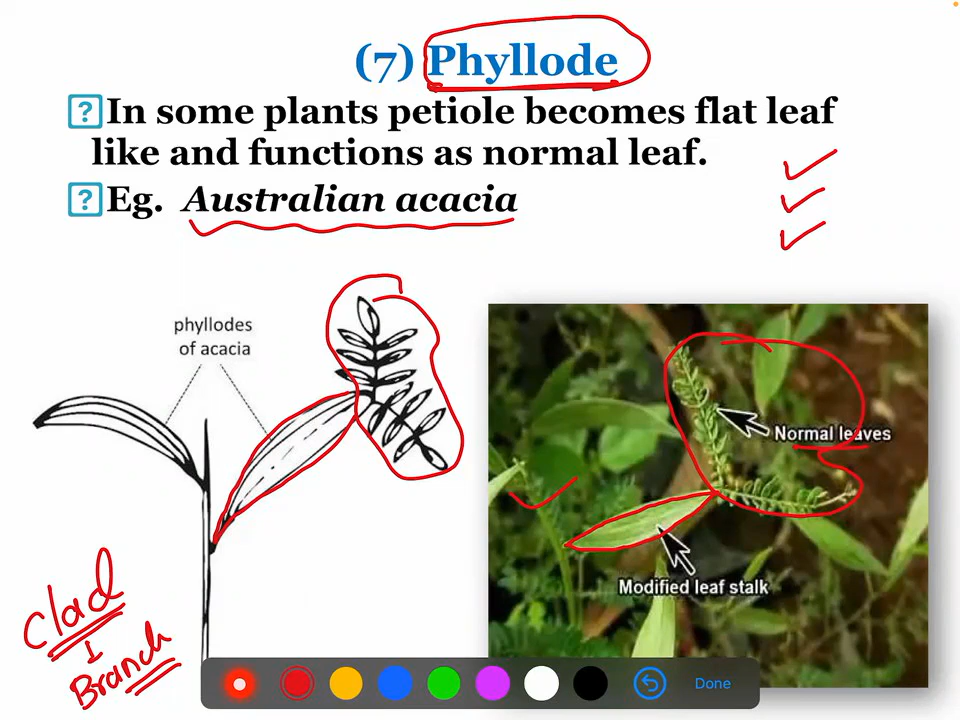 (7) Phyllode
In some plants petiole becomes flat leaf
like and functions as normal leaf.
Eg. Australian acacia
phyllodes
of acacia
Normal leaves
Modified leaf stalk
Clad
Branch
Done